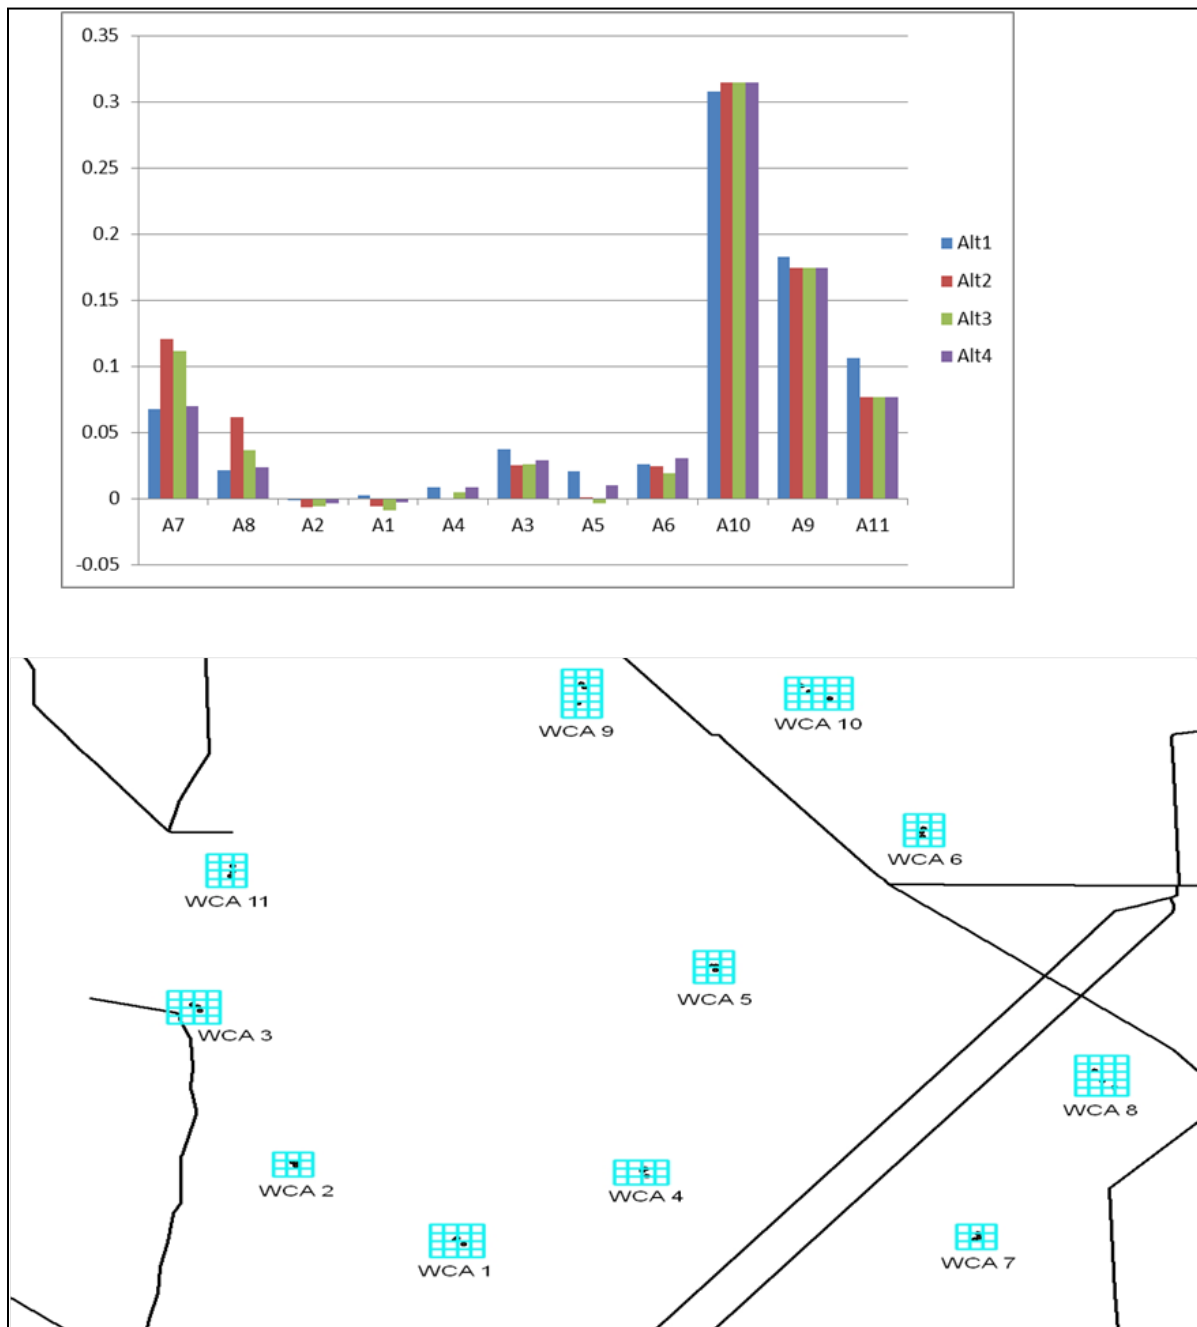 0.35
0.3
0.25
0.2
0.15
0.1
0.05
0
-0.05
A7 A8 A2 A1 A4 A3 A5 A6 A10 A9 A11
Alt1
Alt2
Alt3
Alt4
WCA 9
WCA 10
WCA 6
WCA 11
WCA 5
WCA 3
WCA 8
WCA 2
WCA 4
WCA 7
WCA 1